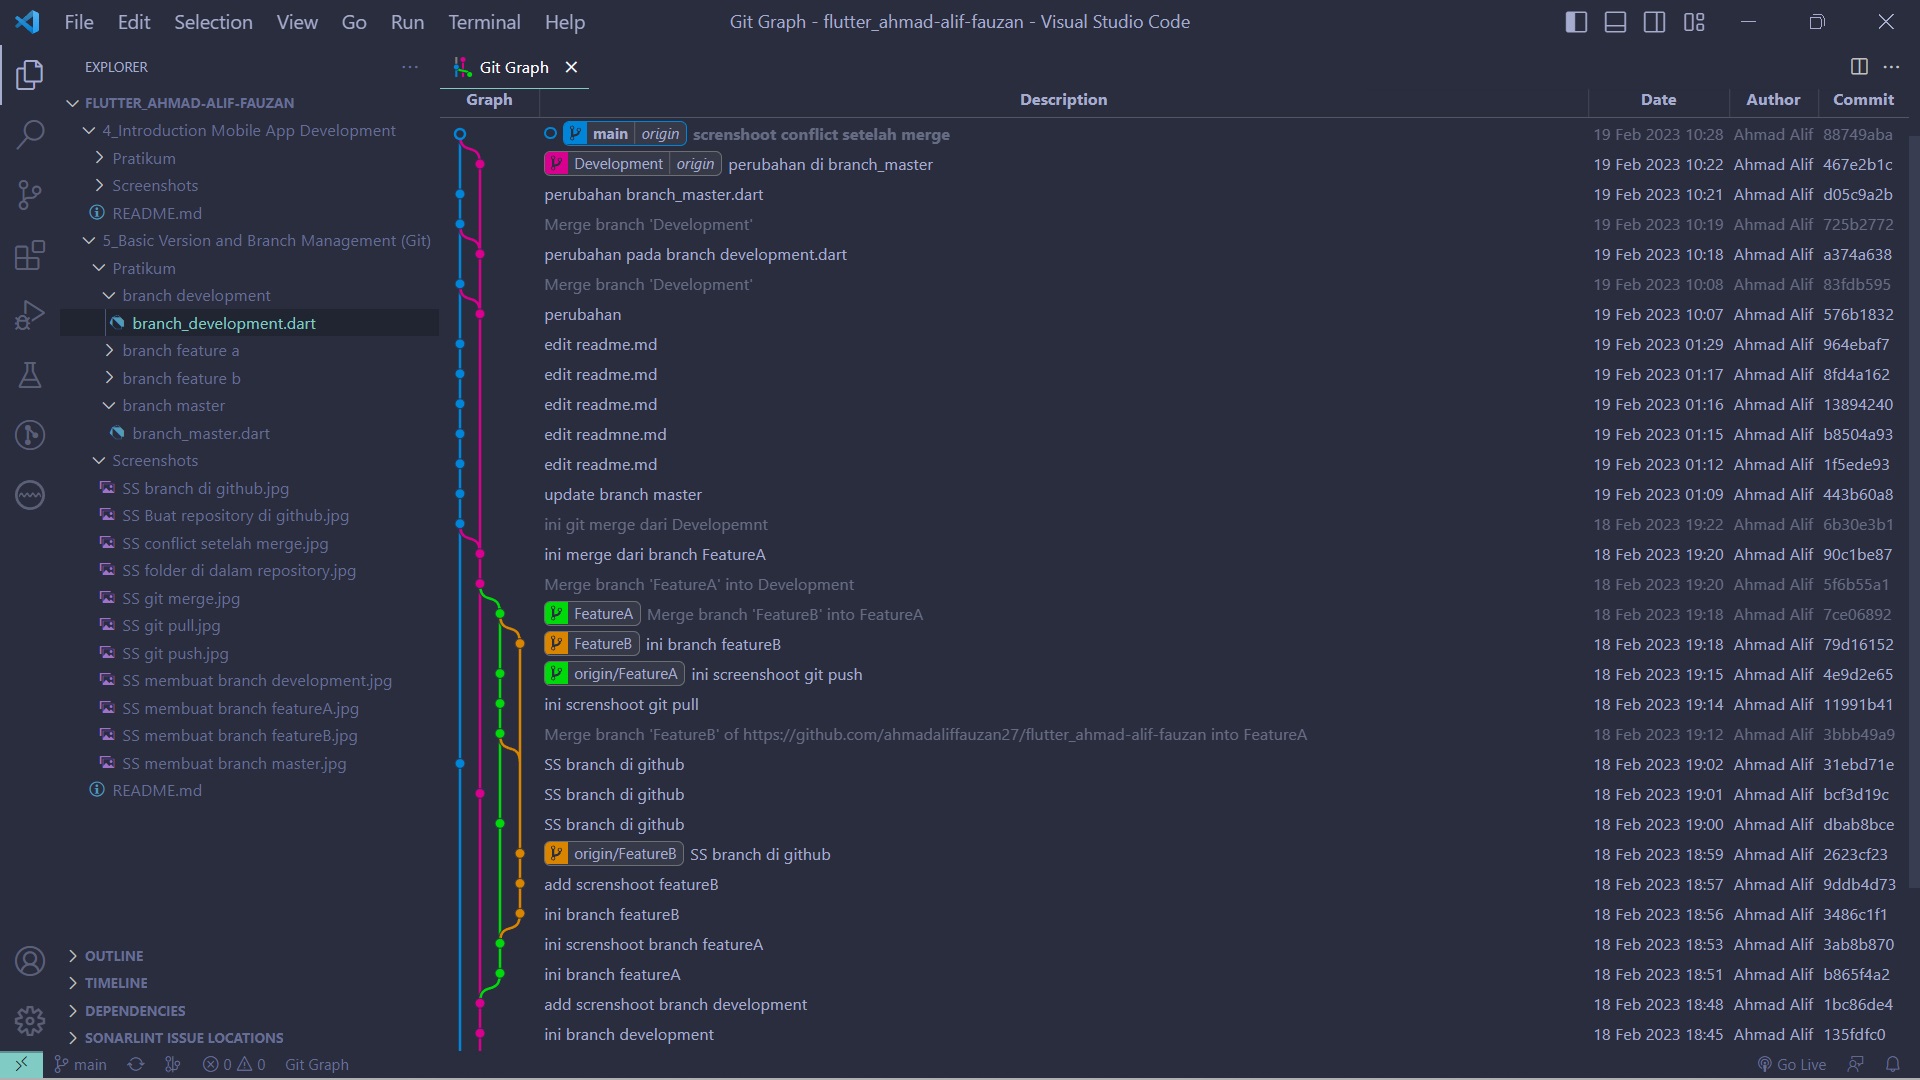 File Edit Selection View Go Run Terminal Help
Git Graph - flutter_ahmad-alif-fauzan - Visual Studio Code
EXPLORER
FLUTTER_AHMAD-ALIF-FAUZAN
4_Introduction Mobile App Development
Pratikum
Screenshots
README.md
5_Basic Version and Branch Management (Git)
Pratikum
branch development
branch_development.dart
branch feature a
branch feature b
branch master
branch_master.dart
Screenshots
SS branch di github.jpg
SS Buat repository di github.jpg
SS conflict setelah merge.jpg
SS folder di dalam repository.jpg
SS git merge.jpg
SS git pull.jpg
SS git push.jpg
SS membuat branch development.jpg
SS membuat branch featureA.jpg
SS membuat branch featureB.jpg
SS membuat branch master.jpg
README.md
OUTLINE
TIMELINE
DEPENDENCIES
SONARLINT ISSUE LOCATIONS
Git Graph
Graph Description Date Author Commit
main origin screnshoot conflict setelah merge 19 Feb 2023 10:28 Ahmad Alif 88749aba
Development origin perubahan di branch_master 19 Feb 2023 10:22 Ahmad Alif 467e2b1c
perubahan branch_master.dart 19 Feb 2023 10:21 Ahmad Alif d05c9a2b
Merge branch 'Development' 19 Feb 2023 10:19 Ahmad Alif 725b2772
perubahan pada branch development.dart 19 Feb 2023 10:18 Ahmad Alif a374a638
Merge branch 'Development' 19 Feb 2023 10:08 Ahmad Alif 83fdb595
perubahan 19 Feb 2023 10:07 Ahmad Alif 576b1832
edit readme.md 19 Feb 2023 01:29 Ahmad Alif 964ebaf7
edit readme.md 19 Feb 2023 01:17 Ahmad Alif 8fd4a162
edit readme.md 19 Feb 2023 01:16 Ahmad Alif 13894240
edit readmne.md 19 Feb 2023 01:15 Ahmad Alif b8504a93
edit readme.md 19 Feb 2023 01:12 Ahmad Alif 1f5ede93
update branch master 19 Feb 2023 01:09 Ahmad Alif 443b60a8
ini git merge dari Developemnt 18 Feb 2023 19:22 Ahmad Alif 6b30e3b1
ini merge dari branch FeatureA 18 Feb 2023 19:20 Ahmad Alif 90c1be87
Merge branch 'FeatureA' into Development 18 Feb 2023 19:20 Ahmad Alif 5f6b55a1
FeatureA Merge branch 'FeatureB' into FeatureA 18 Feb 2023 19:18 Ahmad Alif 7ce06892
FeatureB ini branch featureB 18 Feb 2023 19:18 Ahmad Alif 79d16152
origin/FeatureA ini screenshoot git push 18 Feb 2023 19:15 Ahmad Alif 4e9d2e65
ini screnshoot git pull 18 Feb 2023 19:14 Ahmad Alif 11991b41
Merge branch 'FeatureB' of https://github.com/ahmadaliffauzan27/flutter_ahmad-alif-fauzan into FeatureA 18 Feb 2023 19:12 Ahmad Alif 3bbb49a9
SS branch di github 18 Feb 2023 19:02 Ahmad Alif 31ebd71e
SS branch di github 18 Feb 2023 19:01 Ahmad Alif bcf3d19c
SS branch di github 18 Feb 2023 19:00 Ahmad Alif dbab8bce
origin/FeatureB SS branch di github 18 Feb 2023 18:59 Ahmad Alif 2623cf23
add screnshoot featureB 18 Feb 2023 18:57 Ahmad Alif 9ddb4d73
ini branch featureB 18 Feb 2023 18:56 Ahmad Alif 3486c1f1
ini screnshoot branch featureA 18 Feb 2023 18:53 Ahmad Alif 3ab8b870
ini branch featureA 18 Feb 2023 18:51 Ahmad Alif b865f4a2
add screnshoot branch development 18 Feb 2023 18:48 Ahmad Alif 1bc86de4
ini branch development 18 Feb 2023 18:45 Ahmad Alif 135fdfc0
main 0 0 Git Graph Go Live